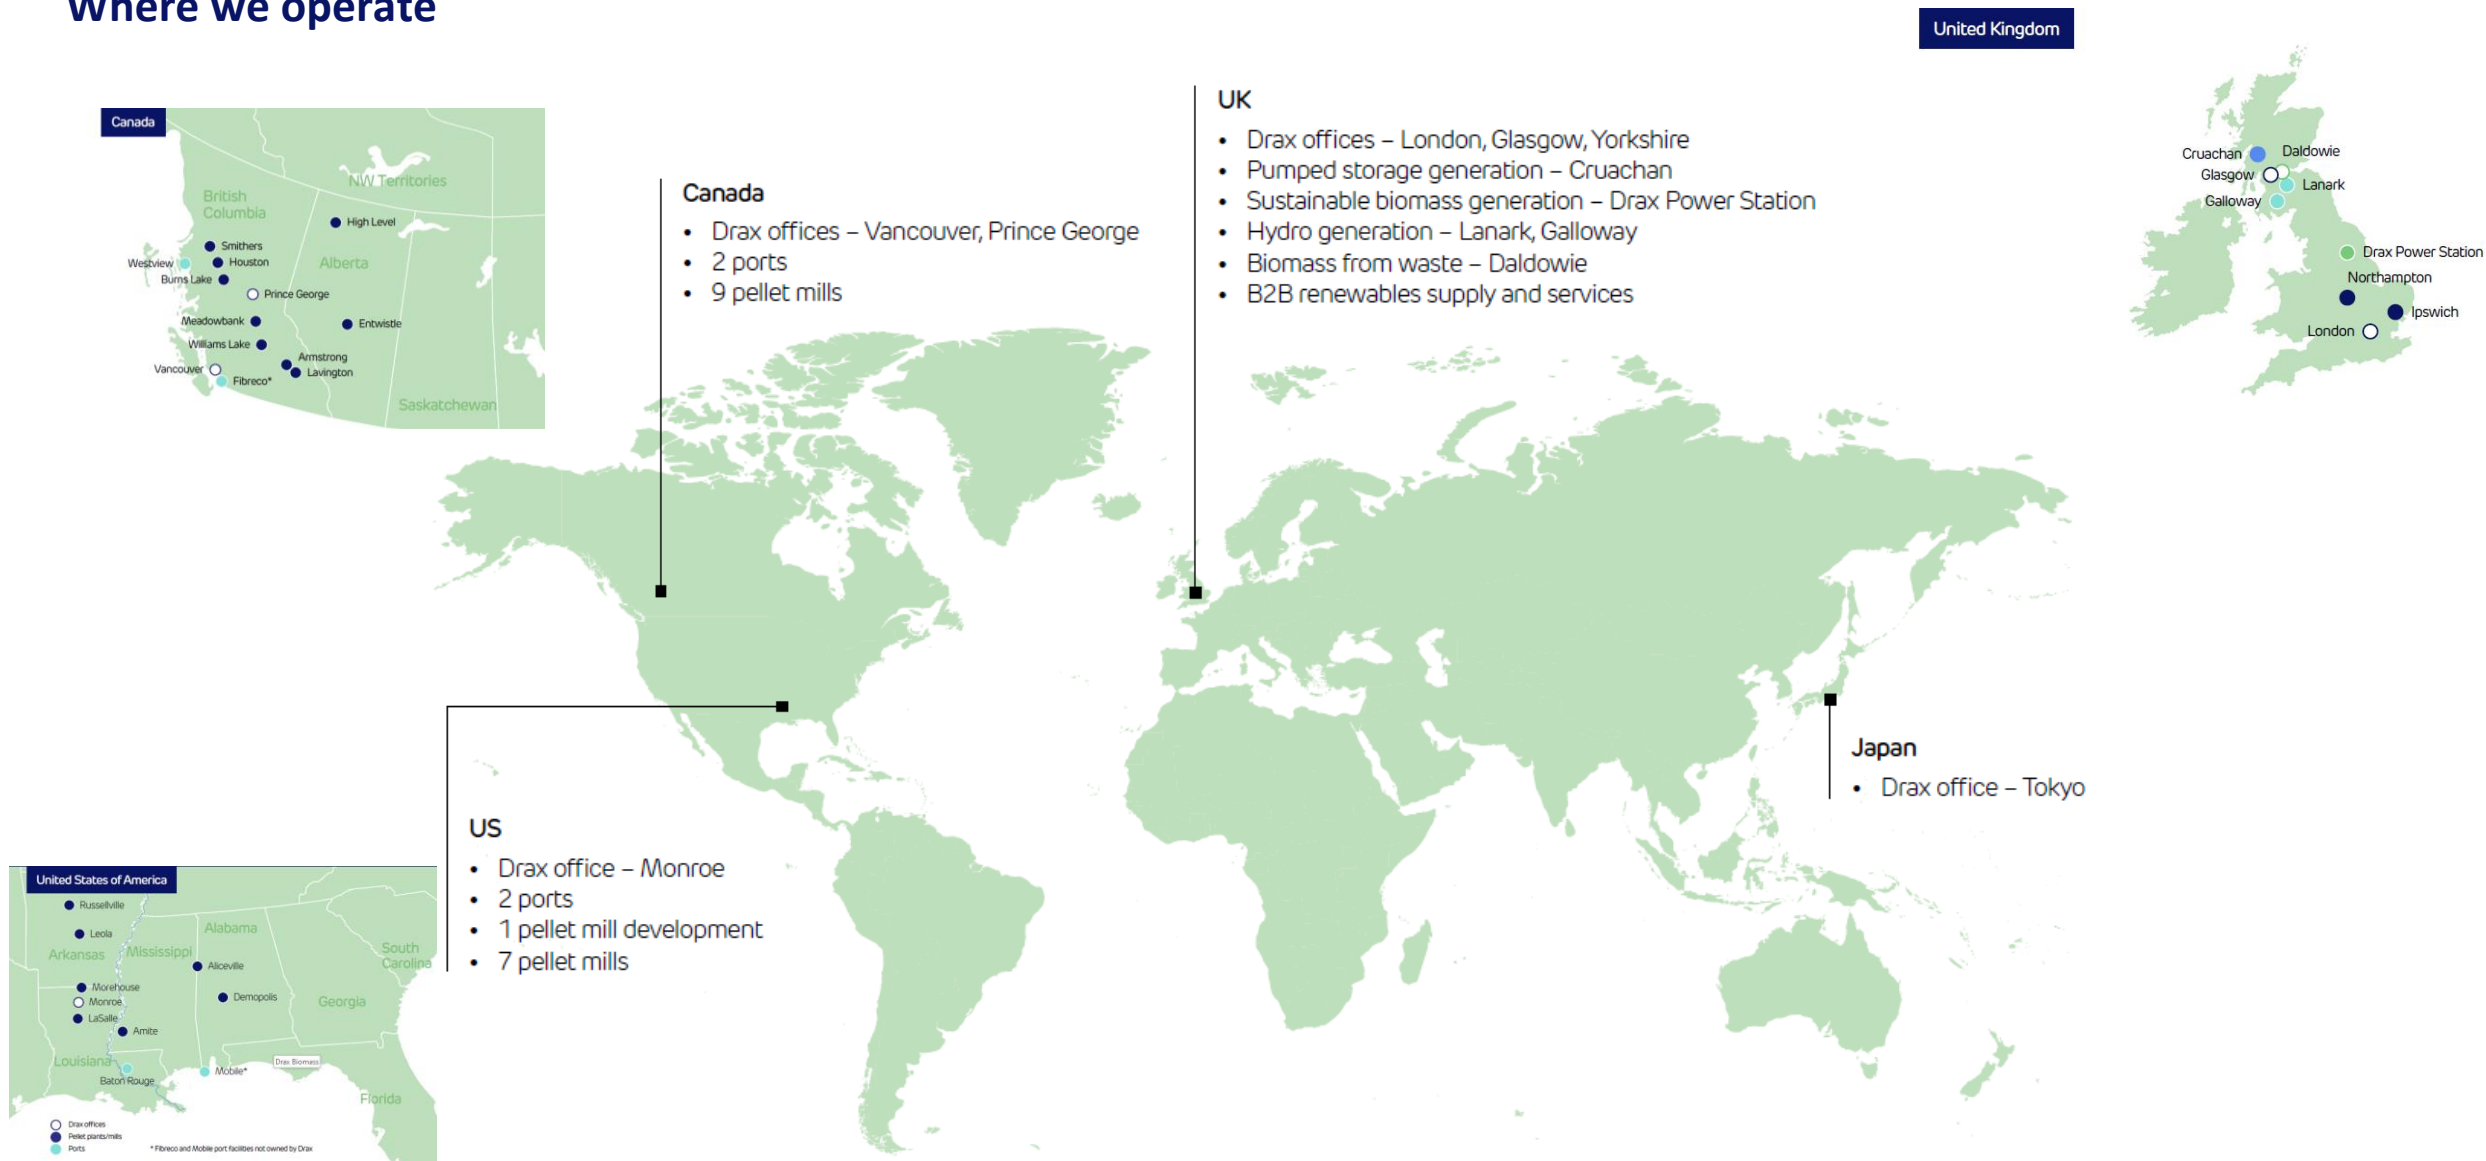 Where we operate
United Kingdom
Cruachan
Daldowie
Glasgow
Lanark
Galloway
Drax Power Station
Northampton
Ipswich
London
Canada
NW Territories
British
Columbia
High Level
Smithers
Westview
Houston
Alberta
Burns Lake
Prince George
Meadowbank
Entwistle
Williams Lake
Armstrong
Vancouver
Lavington
Fibreco*
Saskatchewan
Canada
• Drax offices – Vancouver, Prince George
• 2 ports
• 9 pellet mills
UK
• Drax offices – London, Glasgow, Yorkshire
• Pumped storage generation – Cruachan
• Sustainable biomass generation – Drax Power Station
• Hydro generation – Lanark, Galloway
• Biomass from waste – Daldowie
• B2B renewables supply and services
Japan
• Drax office – Tokyo
US
• Drax office – Monroe
• 2 ports
• 1 pellet mill development
• 7 pellet mills
United States of America
Russellville
Leola
Alabama
Arkansas
Mississippi
South
Carolina
Aliceville
Morehouse
Monroe
Demopolis
Georgia
LaSalle
Amite
Louisiana
Drax Biomass
Baton Rouge
Mobile*
Florida
Drax offices
Pellet plants/mills
Ports
* Fibreco and Mobile port facilities not owned by Drax